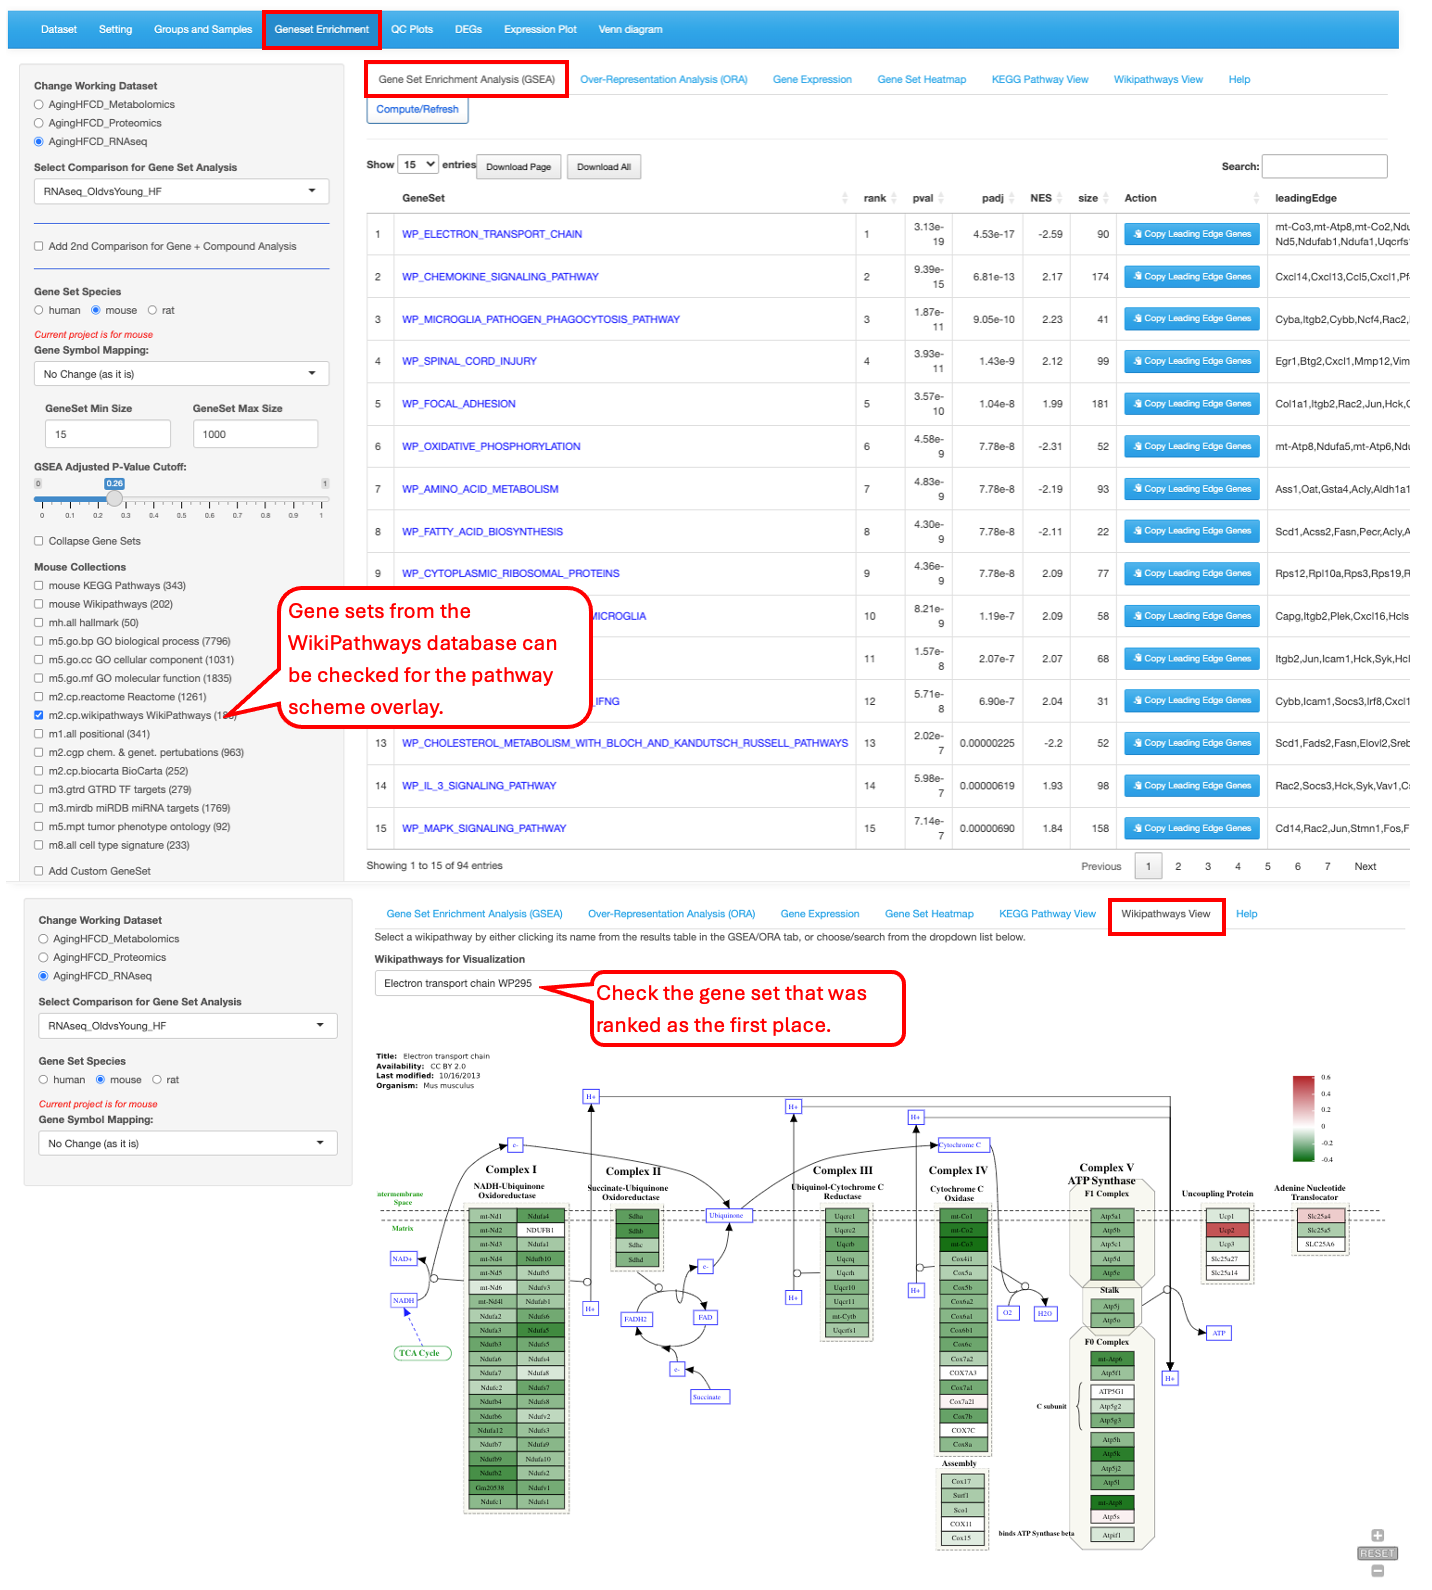 Dataset Setting Groups and Samples Geneset Enrichment QC Plots DEGs Expression Plot Venn diagram
Change Working Dataset
AgingHFCD_Metabolomics
AgingHFCD_Proteomics
AgingHFCD_RNAseq
Select Comparison for Gene Set Analysis
RNAseq_OldvsYoung_HF
Add 2nd Comparison for Gene + Compound Analysis
Gene Set Species
human mouse rat
Current project is for mouse
Gene Symbol Mapping:
No Change (as it is)
GeneSet Min Size GeneSet Max Size
15 1000
GSEA Adjusted P-Value Cutoff:
0 0.26 1
0 0.1 0.2 0.3 0.4 0.5 0.6 0.7 0.8 0.9 1
Collapse Gene Sets
Mouse Collections
mouse KEGG Pathways (343)
mouse Wikipathways (202)
mh.all hallmark (50)
m5.go.bp GO biological process (7796)
m5.go.cc GO cellular component (1031)
m5.go.mf GO molecular function (1835)
m2.cp.reactome Reactome (1261)
m2.cp.wikipathways WikiPathways
m1.all positional (341)
m2.cgp chem. & genet. pertubations (963)
m2.cp.biocarta BioCarta (252)
m3.gtrd GTRD TF targets (279)
m3.mirdb miRDB miRNA targets (1769)
m5.mpt tumor phenotype ontology (92)
m8.all cell type signature (233)
Add Custom GeneSet
Gene sets from the
WikiPathways database can
be checked for the pathway
scheme overlay.
Gene Set Enrichment Analysis (GSEA) Over-Representation Analysis (ORA) Gene Expression Gene Set Heatmap KEGG Pathway View Wikipathways View Help
Compute/Refresh
Show 15 entries Download Page Download All Search:
GeneSet rank pval padj NES size Action leadingEdge
1 WP_ELECTRON_TRANSPORT_CHAIN 1 3.13e-19 4.53e-17 -2.59 90 Copy Leading Edge Genes mt-Co3,mt-Atp8,mt-Co2,Ndu
Nd5,Ndufab1,Ndufa1,Uqcrfs
2 WP_CHEMOKINE_SIGNALING_PATHWAY 2 9.39e-15 6.81e-13 2.17 174 Copy Leading Edge Genes Cxcl14,Cxcl13,Ccl5,Cxcl1,Pf
3 WP_MICROGLIA_PATHOGEN_PHAGOCYTOSIS_PATHWAY 3 1.87e-11 9.05e-10 2.23 41 Copy Leading Edge Genes Cyba,Itgb2,Cybb,Ncf4,Rac2,
4 WP_SPINAL_CORD_INJURY 4 3.93e-11 1.43e-9 2.12 99 Copy Leading Edge Genes Egr1,Btg2,Cxcl1,Mmp12,Vim
5 WP_FOCAL_ADHESION 5 3.57e-10 1.04e-8 1.99 181 Copy Leading Edge Genes Col1a1,Itgb2,Rac2,Jun,Hck,
6 WP_OXIDATIVE_PHOSPHORYLATION 6 4.58e-9 7.78e-8 -2.31 52 Copy Leading Edge Genes mt-Atp8,Ndufa5,mt-Atp6,Ndu
7 WP_AMINO_ACID_METABOLISM 7 4.83e-9 7.78e-8 -2.19 93 Copy Leading Edge Genes Ass1,Oat,Gsta4,Acly,Aldh1a1
8 WP_FATTY_ACID_BIOSYNTHESIS 8 4.30e-9 7.78e-8 -2.11 22 Copy Leading Edge Genes Scd1,Acss2,Fasn,Pecr,Acly,A
9 WP_CYTOPLASMIC_RIBOSOMAL_PROTEINS 9 4.36e-9 7.78e-8 2.09 77 Copy Leading Edge Genes Rps12,Rpl10a,Rps3,Rps19,R
MICROGLIA 10 8.21e-9 1.19e-7 2.09 58 Copy Leading Edge Genes Capg,Itgb2,Plek,Cxcl16,Hcls
11 1.57e-8 2.07e-7 2.07 68 Copy Leading Edge Genes Itgb2,Jun,Icam1,Hck,Syk,Hcl
_IFNG 12 5.71e-8 6.90e-7 2.04 31 Copy Leading Edge Genes Cybb,Icam1,Socs3,Irf8,Cxcl1
13 WP_CHOLESTEROL_METABOLISM_WITH_BLOCH_AND_KANDUTSCH_RUSSELL_PATHWAYS 13 2.02e-7 0.00000225 -2.2 52 Copy Leading Edge Genes Scd1,Fads2,Fasn,Elovl2,Sreb
14 WP_IL_3_SIGNALING_PATHWAY 14 5.98e-7 0.00000619 1.93 98 Copy Leading Edge Genes Rac2,Socs3,Hck,Syk,Vav1,C
15 WP_MAPK_SIGNALING_PATHWAY 15 7.14e-7 0.00000690 1.84 158 Copy Leading Edge Genes Cd14,Rac2,Jun,Stmn1,Fos,F
Showing 1 to 15 of 94 entries Previous 1 2 3 4 5 6 7 Next
Change Working Dataset
AgingHFCD_Metabolomics
AgingHFCD_Proteomics
AgingHFCD_RNAseq
Select Comparison for Gene Set Analysis
RNAseq_OldvsYoung_HF
Gene Set Species
human mouse rat
Current project is for mouse
Gene Symbol Mapping:
No Change (as it is)
Gene Set Enrichment Analysis (GSEA) Over-Representation Analysis (ORA) Gene Expression Gene Set Heatmap KEGG Pathway View Wikipathways View Help
Select a wikipathway by either clicking its name from the results table in the GSEA/ORA tab, or choose/search from the dropdown list below.
Wikipathways for Visualization
Electron transport chain WP295
Check the gene set that was
ranked as the first place.
Title: Electron transport chain
Availability: CC BY 2.0
Last modified: 10/16/2013
Organism: Mus musculus
0.6
0.4
0.2
0
-0.2
-0.4
H+ H+ H+
e- Cytochrome C
ntermembrane
Space
Matrix
NAD+
NADH
TCA Cycle
Complex I
NADH-Ubiquinone
Oxidoreductase
mt-Nd1 Ndufa4
mt-Nd2 NDUFB1
mt-Nd3 Ndufa1
mt-Nd4 Ndufb10
mt-Nd5 Ndufb5
mt-Nd6 Ndufv3
mt-Nd4l Ndufab1
Ndufa2 Ndufs6
Ndufa3 Ndufa5
Ndufb3 Ndufs5
Ndufa6 Ndufs4
Ndufa7 Ndufa8
Ndufc2 Ndufs7
Ndufb4 Ndufs8
Ndufb6 Ndufv2
Ndufa12 Ndufs3
Ndufb7 Ndufa9
Ndufb9 Ndufa10
Ndufb2 Ndufs2
Gm20538 Ndufv1
Ndufc1 Ndufs1
H+
Complex II
Succinate-Ubiquinone
Oxidoreductase
Sdha
Sdhb
Sdhc
Sdhd
Ubiquinone
e-
FADH2 FAD
e-
Succinate
Complex III
Ubiquinol-Cytochrome C
Reductase
Uqcrc1
Uqcrc2
Uqcrb
Uqcrq
Uqcrh
Uqcr10
Uqcr11
mt-Cytb
Uqcrfs1
H+
Complex IV
Cytochrome C
Oxidase
mt-Co1
mt-Co2
mt-Co3
Cox4i1
Cox5a
Cox5b
Cox6a2
Cox6a1
Cox6b1
Cox6c
Cox7a2
COX7A3
Cox7a1
Cox7a2l
Cox7b
COX7C
Cox8a
Assembly
Cox17
Surf1
Sco1
COX11
Cox15
H+
O2 H2O
Complex V
ATP Synthase
F1 Complex
Atp5a1
Atp5b
Atp5c1
Atp5d
Atp5e
Stalk
Atp5j
Atp5o
F0 Complex
mt-Atp6
Atp5f1
C subunit
ATP5G1
Atp5g2
Atp5g3
Atp5h
Atp5k
Atp5j2
Atp5l
mt-Atp8
Atp5s
binds ATP Synthase beta Atpif1
ATP
H+
Uncoupling Protein
Ucp1
Ucp2
Ucp3
Slc25a27
Slc25a14
Adenine Nucleotide
Translocator
Slc25a4
Slc25a5
SLC25A6
RESET